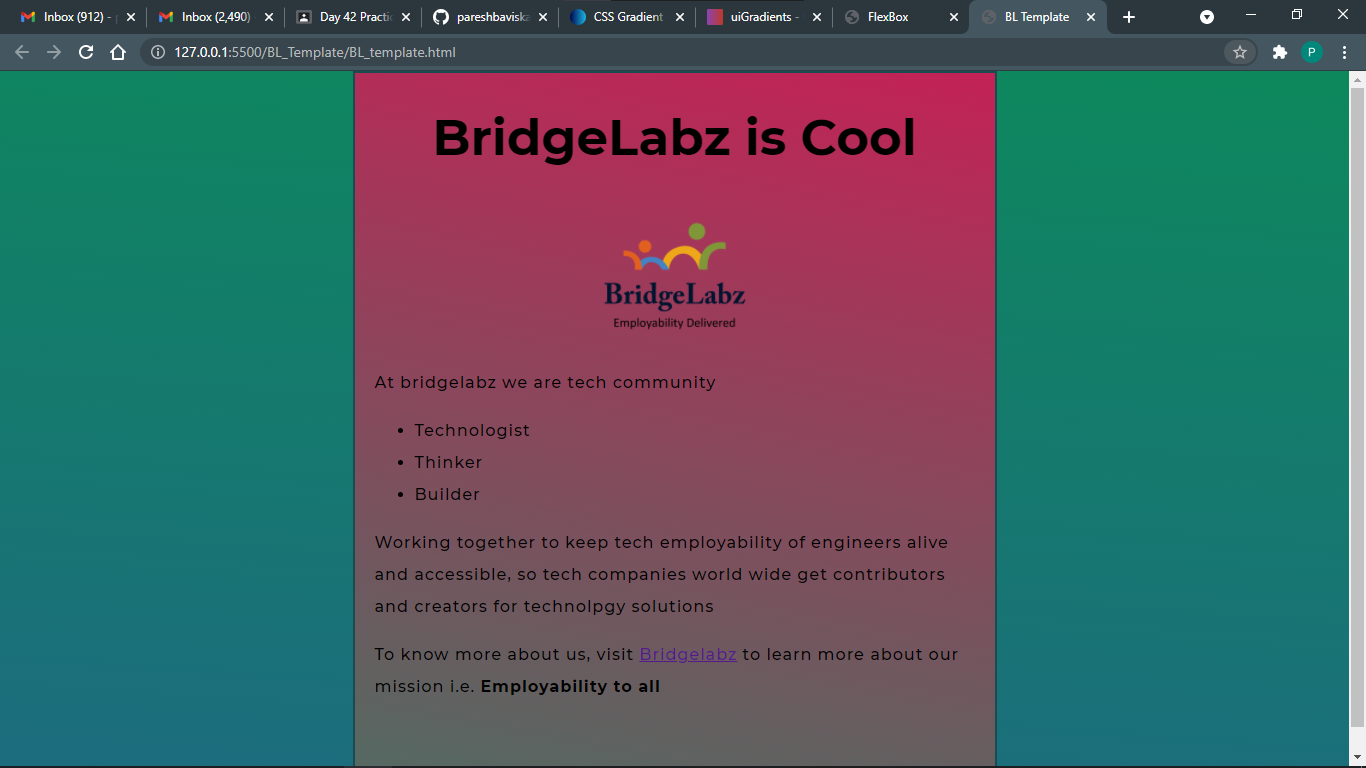 Inbox (912) -
Inbox (2,490)
Day 42 Practic
pareshbaviska
CSS Gradient
uiGradients -
FlexBox
BL Template
127.0.0.1:5500/BL_Template/BL_template.html
P
BridgeLabz is Cool
BridgeLabz
Employability Delivered
At bridgelabz we are tech community
• Technologist
• Thinker
• Builder
Working together to keep tech employability of engineers alive
and accessible, so tech companies world wide get contributors
and creators for technolpgy solutions
To know more about us, visit Bridgelabz to learn more about our
mission i.e. Employability to all